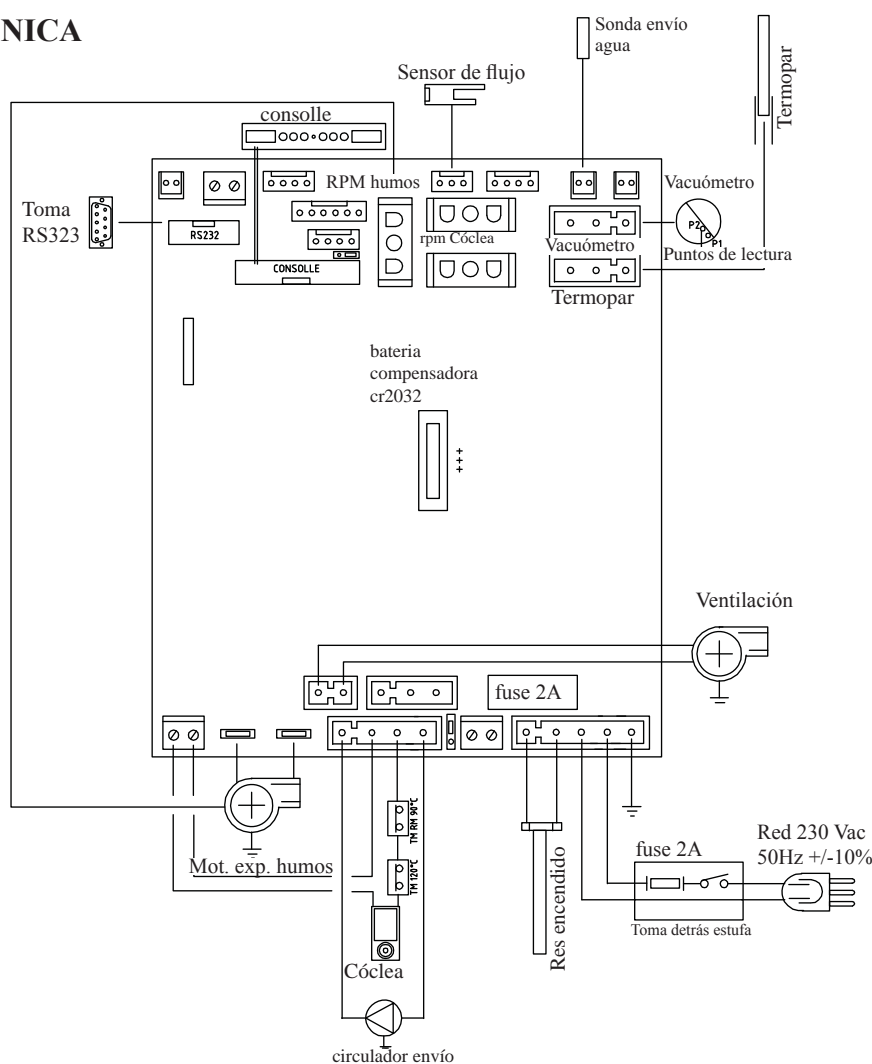 NICA
Sonda envío
agua
Sensor de flujo
Termopar
consolle
RPM humos
Vacuómetro
Toma
RS323
RS232
rpm Cóclea
Vacuómetro
P2
P1
Puntos de lectura
CONSOLLE
Termopar
bateria
compensadora
cr2032
+++
Ventilación
fuse 2A
TM RM 90°C
Mot. exp. humos
TM 120°C
Cóclea
circulador envío
Res encendido
fuse 2A
Toma detrás estufa
Red 230 Vac
50Hz +/-10%